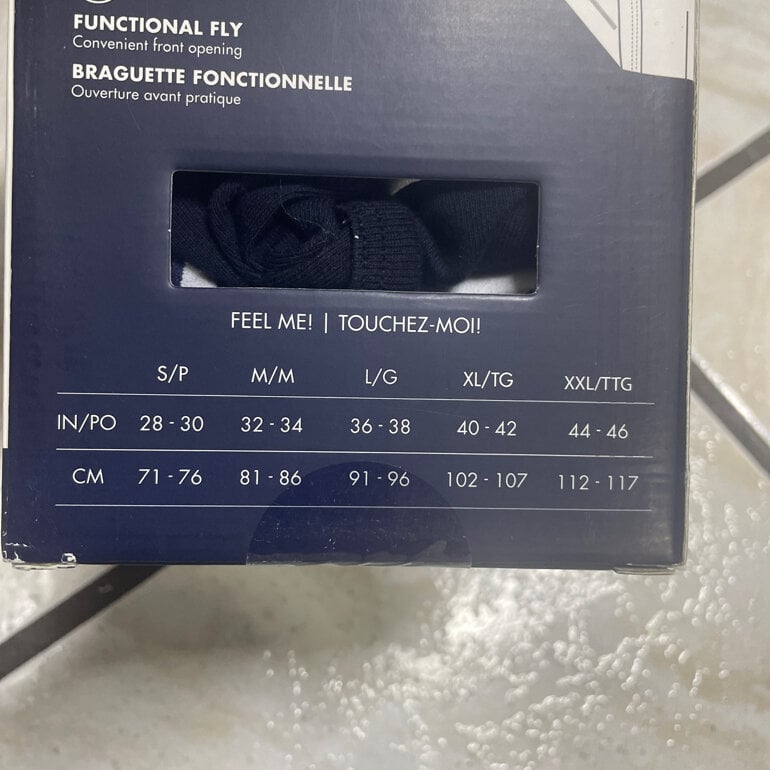 FUNCTIONAL FLY
Convenient front opening
BRAGUETTE FONCTIONNELLE
Ouverture avant pratique
FEEL ME! | TOUCHEZ-MOI!
S/P M/M L/G XL/TG XXL/TTG
IN/PO 28 - 30 32 - 34 36 - 38 40 - 42 44 - 46
CM 71 - 76 81 - 86 91 - 96 102 - 107 112 - 117